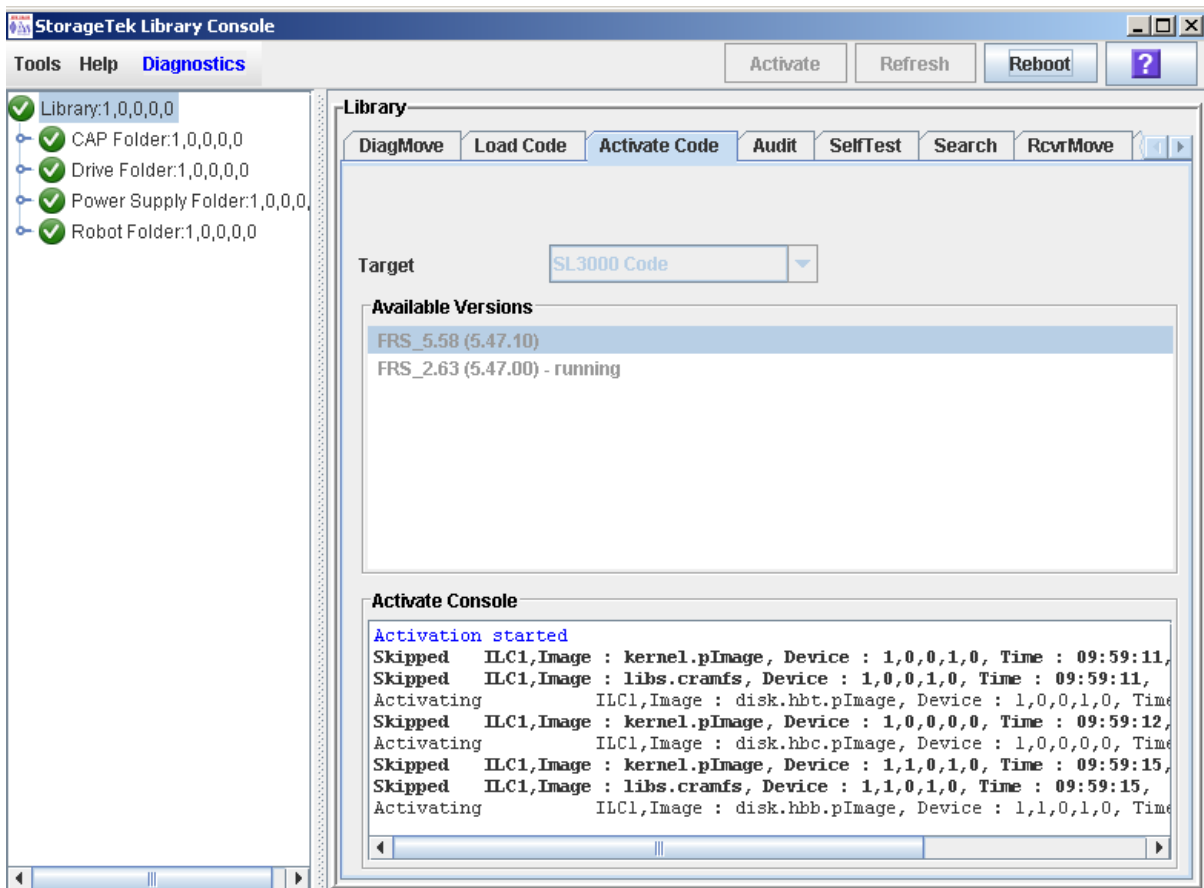 StorageTek Library Console
Tools Help Diagnostics Activate Refresh Reboot ?
Library:1,0,0,0,0
CAP Folder:1,0,0,0,0
Drive Folder:1,0,0,0,0
Power Supply Folder:1,0,0,0,
Robot Folder:1,0,0,0,0
Library
DiagMove Load Code Activate Code Audit SelfTest Search RcvrMove
Target SL3000 Code
Available Versions
FRS_5.58 (5.47.10)
FRS_2.63 (5.47.00) - running
Activate Console
Activation started
Skipped ILC1,Image : kernel.pImage, Device : 1,0,0,1,0, Time : 09:59:11,
Skipped ILC1,Image : libs.cramfs, Device : 1,0,0,1,0, Time : 09:59:11,
Activating ILC1,Image : disk.hbt.pImage, Device : 1,0,0,1,0, Time
Skipped ILC1,Image : kernel.pImage, Device : 1,0,0,0,0, Time : 09:59:12,
Activating ILC1,Image : disk.hbc.pImage, Device : 1,0,0,0,0, Time
Skipped ILC1,Image : kernel.pImage, Device : 1,1,0,1,0, Time : 09:59:15,
Skipped ILC1,Image : libs.cramfs, Device : 1,1,0,1,0, Time : 09:59:15,
Activating ILC1,Image : disk.hbb.pImage, Device : 1,1,0,1,0, Time